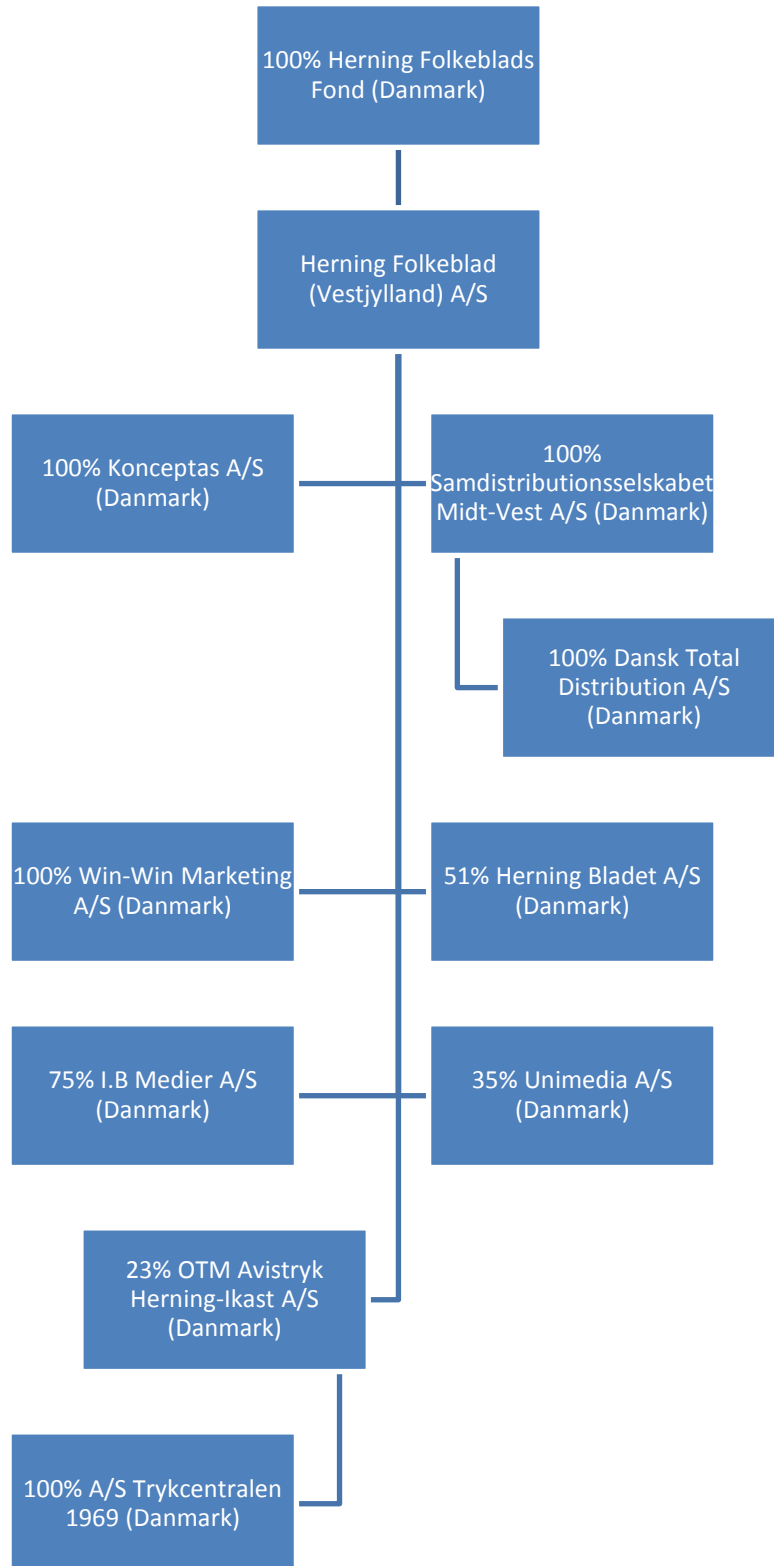 100% Herning Folkeblads
Fond (Danmark)
Herning Folkeblad
(Vestjylland) A/S
100% Konceptas A/S
(Danmark)
100%
Samdistributionsselskabet
Midt-Vest A/S (Danmark)
100% Dansk Total
Distribution A/S
(Danmark)
100% Win-Win Marketing
A/S (Danmark)
51% Herning Bladet A/S
(Danmark)
75% I.B Medier A/S
(Danmark)
35% Unimedia A/S
(Danmark)
23% OTM Avistryk
Herning-Ikast A/S
(Danmark)
100% A/S Trykcentralen
1969 (Danmark)